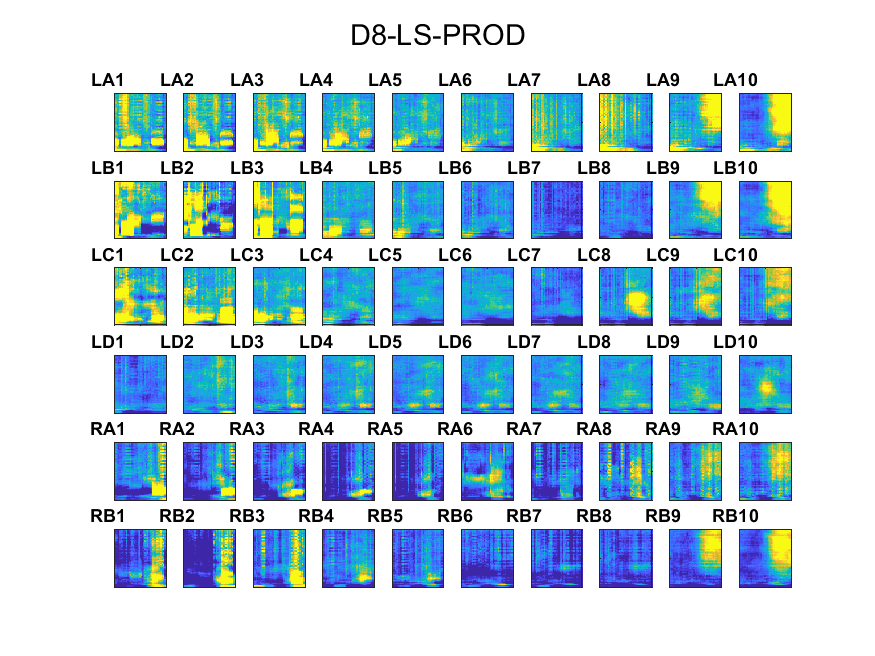 D8-LS-PROD
LA1 LA2 LA3 LA4 LA5 LA6 LA7 LA8 LA9 LA10
LB1 LB2 LB3 LB4 LB5 LB6 LB7 LB8 LB9 LB10
LC1 LC2 LC3 LC4 LC5 LC6 LC7 LC8 LC9 LC10
LD1 LD2 LD3 LD4 LD5 LD6 LD7 LD8 LD9 LD10
RA1 RA2 RA3 RA4 RA5 RA6 RA7 RA8 RA9 RA10
RB1 RB2 RB3 RB4 RB5 RB6 RB7 RB8 RB9 RB10